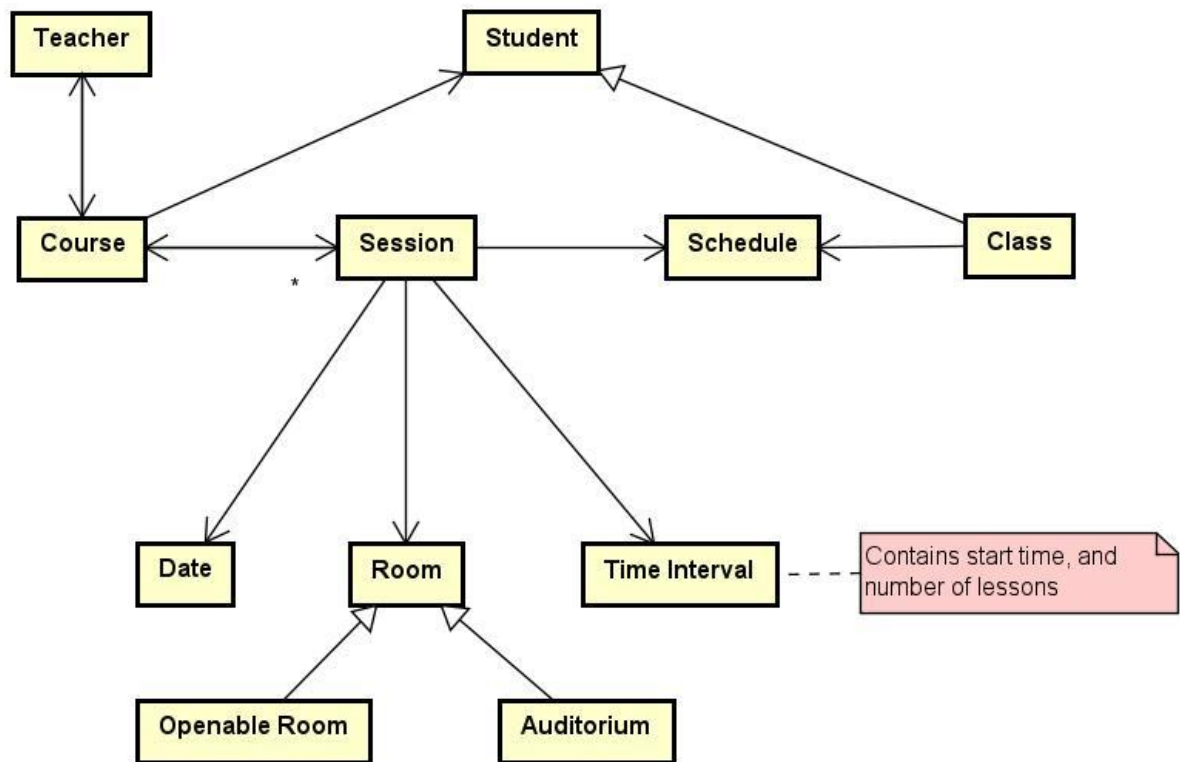 Teacher
Student
Course
Session
Schedule
Class
*
Date
Room
Time Interval
Contains start time, and
number of lessons
Openable Room
Auditorium